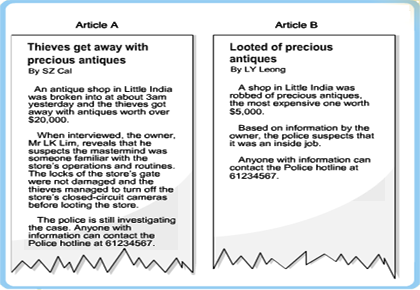 Article A
Thieves get away with
precious antiques
By SZ Cal
An antique shop in Little India
was broken into at about 3am
yesterday and the thieves got
away with antiques worth over
$20,000.
When interviewed, the owner,
Mr LK Lim, reveals that he
suspects the mastermind was
someone familiar with the
store's operations and routines.
The locks of the store's gate
were not damaged and the
thieves managed to turn off the
store's closed-circuit cameras
before looting the store.
The police is still investigating
the case. Anyone with
information can contact the
Police hotline at 61234567.
Article B
Looted of precious
antiques
By LY Leong
A shop in Little India was
robbed of precious antiques,
the most expensive one worth
$5,000.
Based on information by the
owner, the police suspects that
it was an inside job.
Anyone with information can
contact the Police hotline at
61234567.